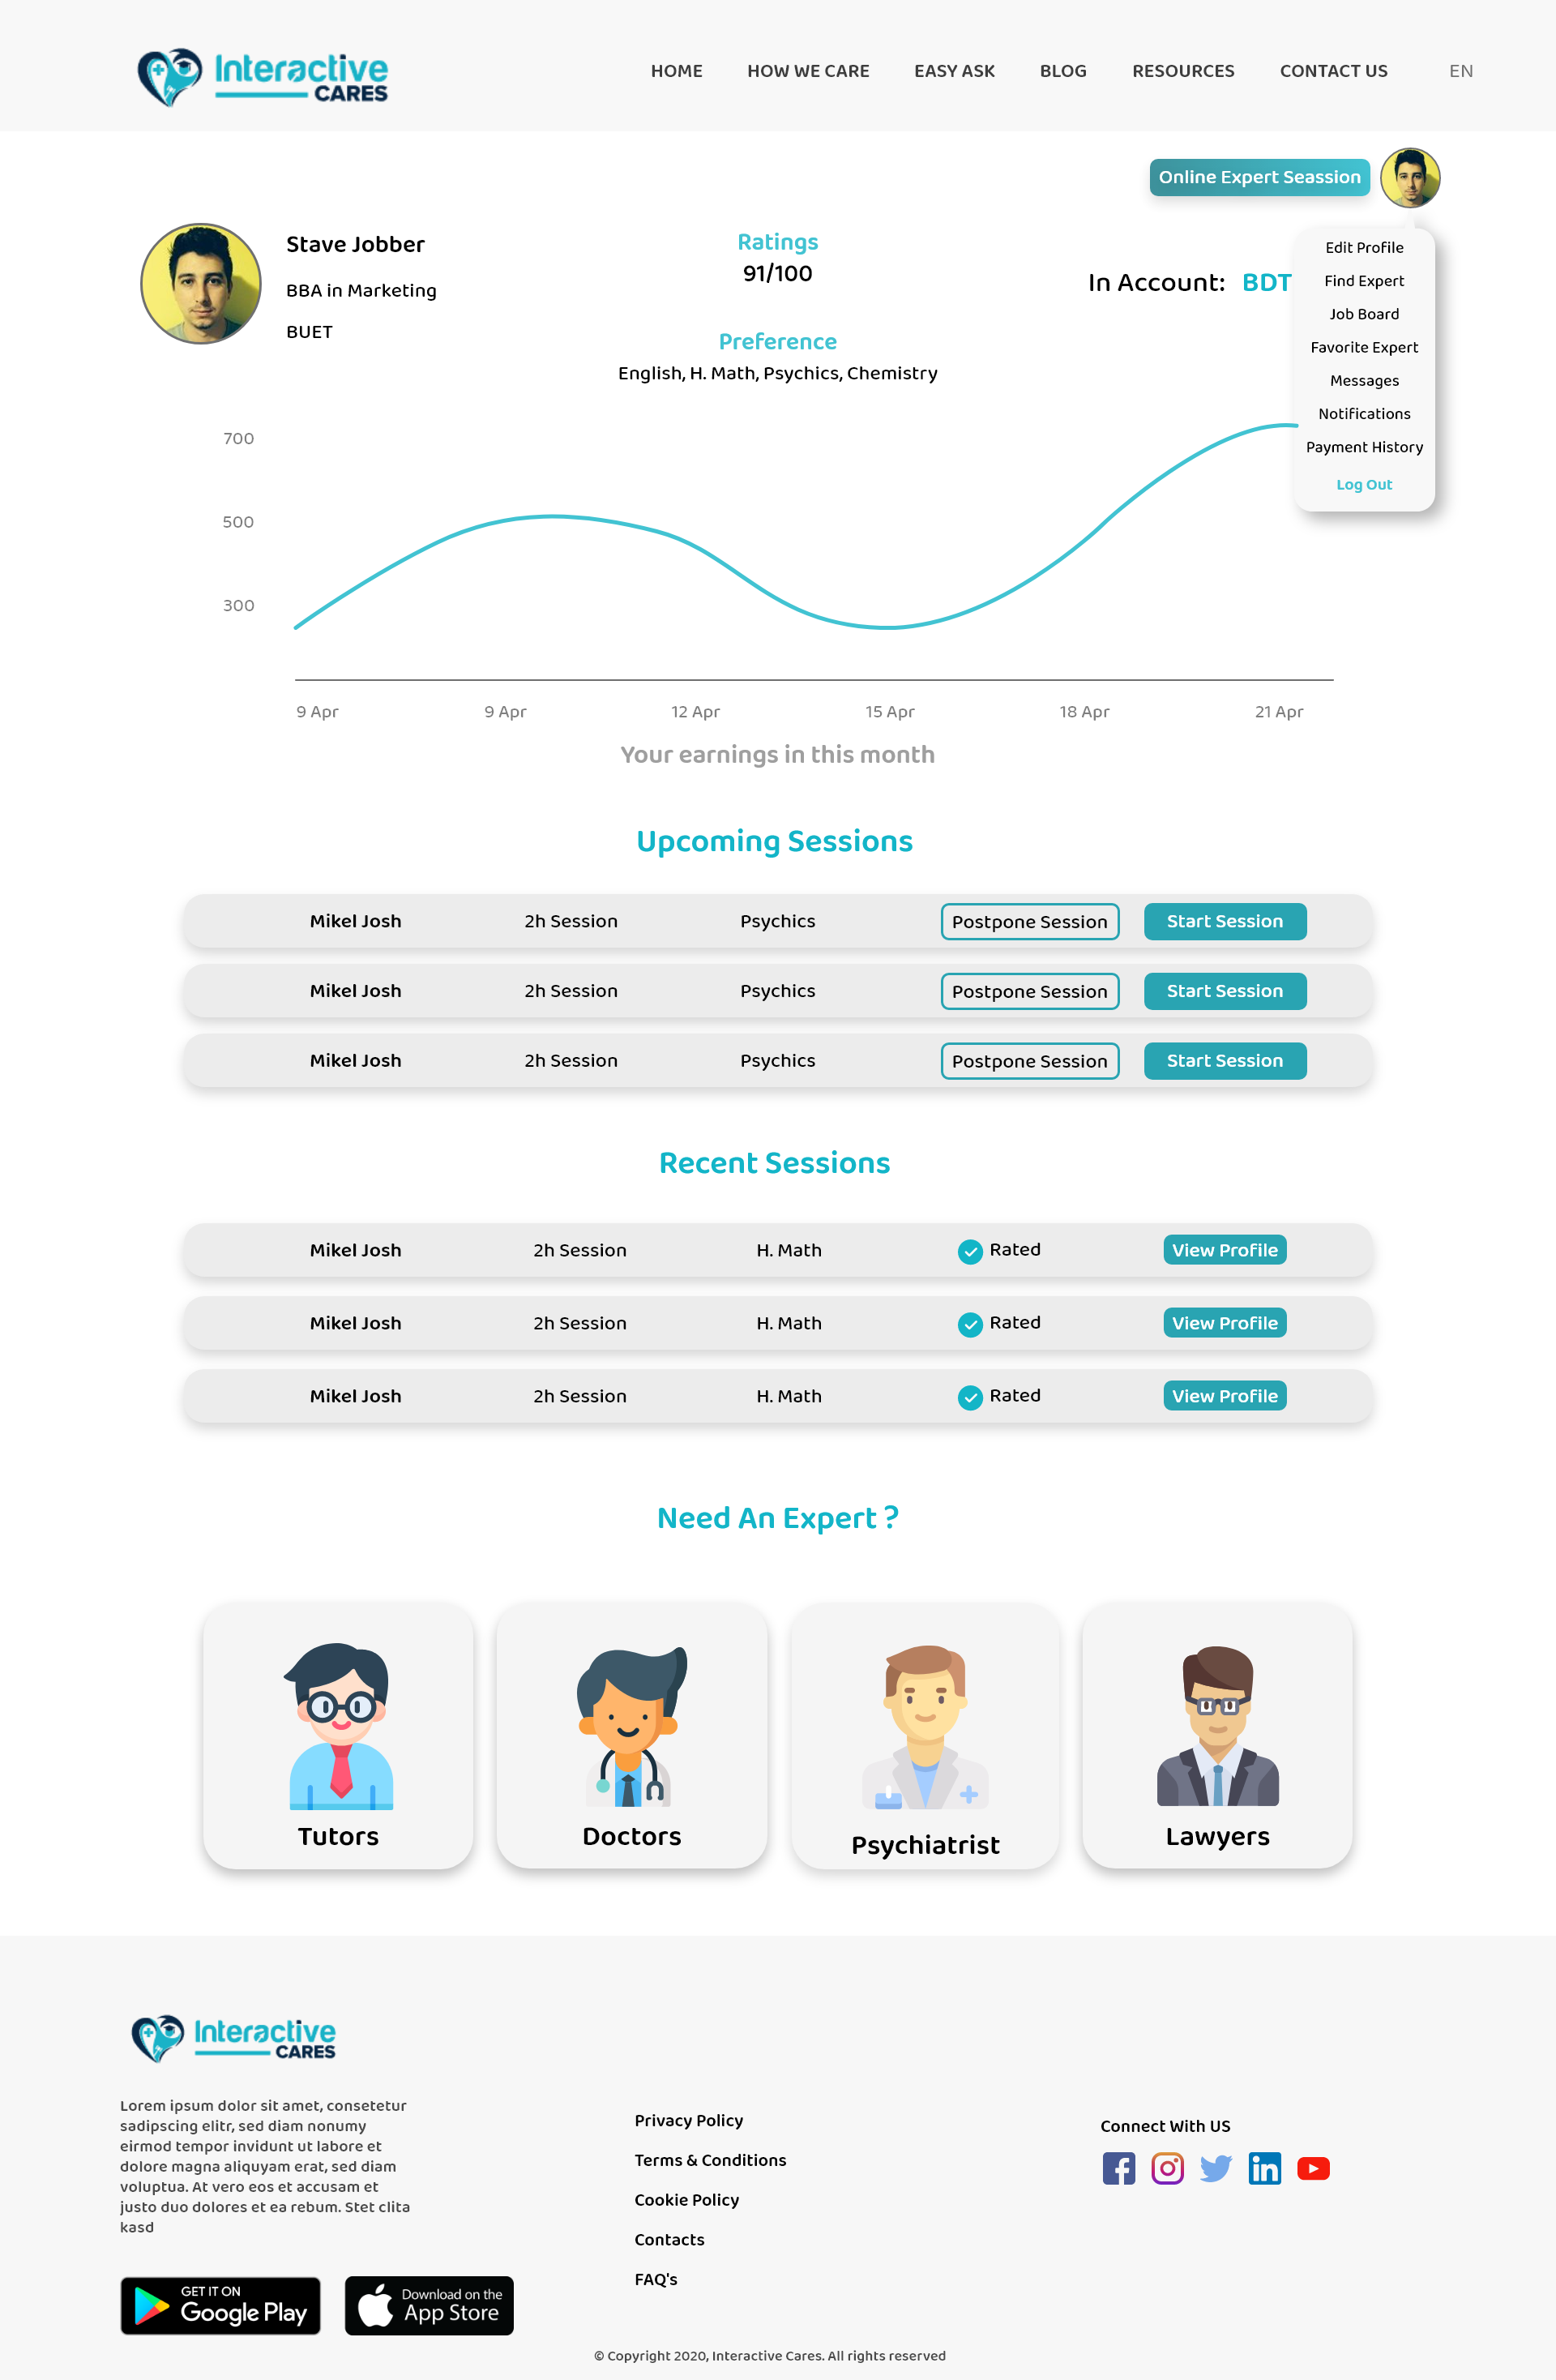 Interactive
CARES
HOME HOW WE CARE EASY ASK BLOG RESOURCES CONTACT US EN
Online Expert Seassion
Stave Jobber
BBA in Marketing
BUET
Ratings
91/100
Preference
English, H. Math, Psychics, Chemistry
In Account: BDT
Edit Profile
Find Expert
Job Board
Favorite Expert
Messages
Notifications
Payment History
Log Out
700
500
300
9 Apr 9 Apr 12 Apr 15 Apr 18 Apr 21 Apr
Your earnings in this month
Upcoming Sessions
Mikel Josh 2h Session Psychics Postpone Session Start Session
Mikel Josh 2h Session Psychics Postpone Session Start Session
Mikel Josh 2h Session Psychics Postpone Session Start Session
Recent Sessions
Mikel Josh 2h Session H. Math Rated View Profile
Mikel Josh 2h Session H. Math Rated View Profile
Mikel Josh 2h Session H. Math Rated View Profile
Need An Expert ?
Tutors
Doctors
Psychiatrist
Lawyers
Interactive
CARES
Lorem ipsum dolor sit amet, consetetur
sadipscing elitr, sed diam nonumy
eirmod tempor invidunt ut labore et
dolore magna aliquyam erat, sed diam
voluptua. At vero eos et accusam et
justo duo dolores et ea rebum. Stet clita
kasd
GET IT ON
Google Play
Download on the
App Store
Privacy Policy
Terms & Conditions
Cookie Policy
Contacts
FAQ's
Connect With US
© Copyright 2020, Interactive Cares. All rights reserved